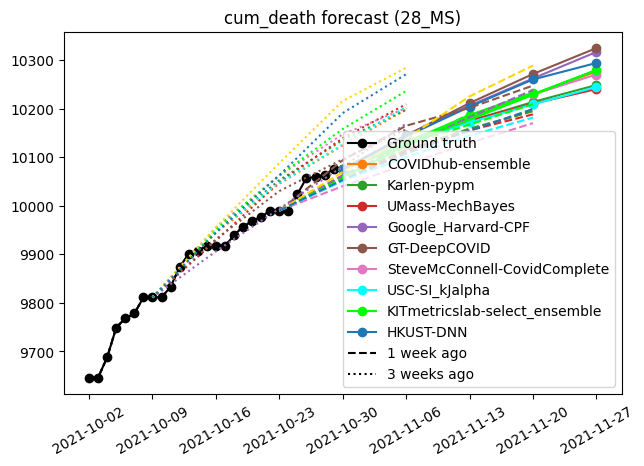 cum_death forecast (28_MS)
10300
10200
10100
10000
9900
9800
9700
Ground truth
COVIDhub-ensemble
Karlen-pypm
UMass-MechBayes
Google_Harvard-CPF
GT-DeepCOVID
SteveMcConnell-CovidComplete
USC-SI_kJalpha
KITmetricslab-select_ensemble
HKUST-DNN
1 week ago
3 weeks ago
2021-10-02
2021-10-09
2021-10-16
2021-10-23
2021-10-30
2021-11-06
2021-11-13
2021-11-20
2021-11-27